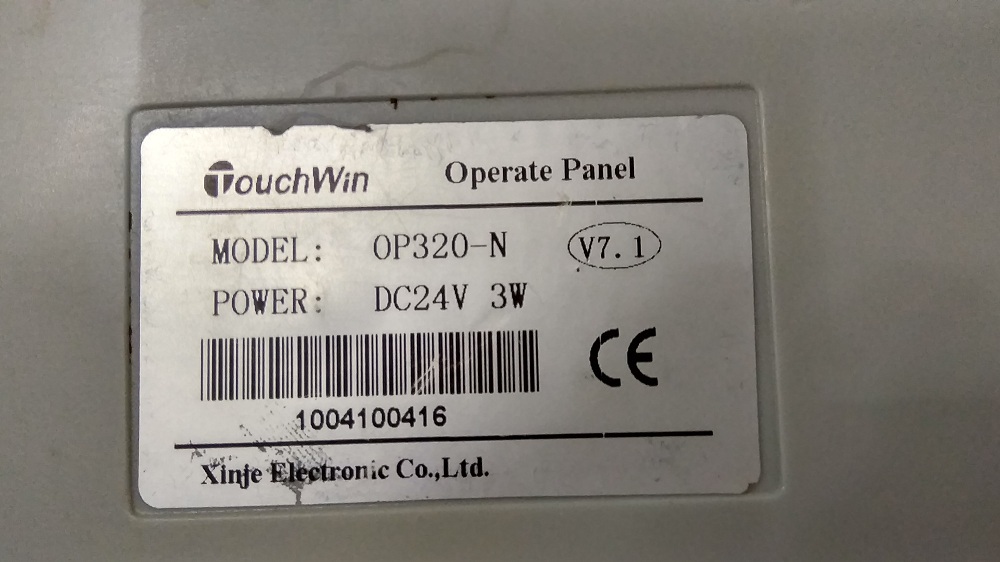 TouchWin Operate Panel
MODEL: OP320-N V7.1
POWER: DC24V 3W
CE
1004100416
Xinje Electronic Co.,Ltd.